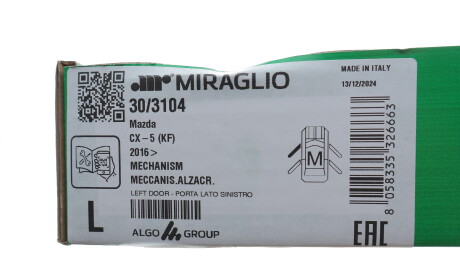 MIRAGLIO
MADE IN ITALY
13/12/2024
30/3104
Mazda
CX-5 (KF)
2016>
MECHANISM
MECCANIS.ALZACR.
LEFT DOOR - PORTA LATO SINISTRO
M
L
ALGO GROUP
EAC
8 058335 326663